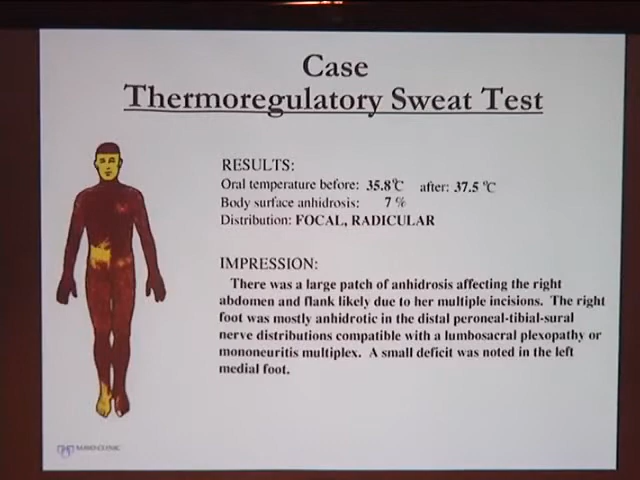 Case
Thermoregulatory Sweat Test
RESULTS:
Oral temperature before: 35.8°C after: 37.5 °C
Body surface anhidrosis: 7 %
Distribution: FOCAL, RADICULAR
IMPRESSION:
There was a large patch of anhidrosis affecting the right
abdomen and flank likely due to her multiple incisions. The right
foot was mostly anhidrotic in the distal peroneal-tibial-sural
nerve distributions compatible with a lumbosacral plexopathy or
mononeuritis multiplex. A small deficit was noted in the left
medial foot.
MAYO CLINIC